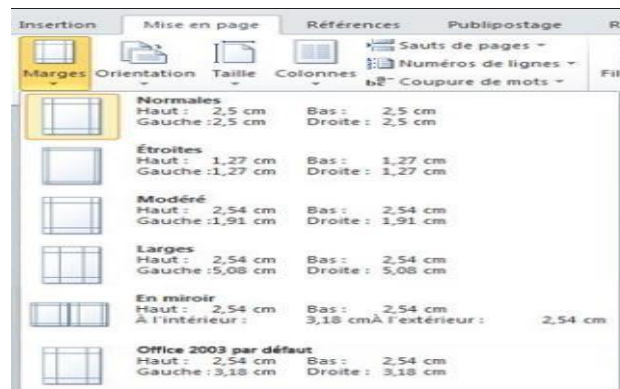 Insertion Mise en page Références Publipostage R
Marges Orientation Taille Colonnes Sauts de pages
Numéros de lignes
Coupure de mots
Fil
Normales
Haut : 2,5 cm Bas : 2,5 cm
Gauche :2,5 cm Droite : 2,5 cm
Étroites
Haut : 1,27 cm Bas : 1,27 cm
Gauche :1,27 cm Droite : 1,27 cm
Modéré
Haut : 2,54 cm Bas : 2,54 cm
Gauche :1,91 cm Droite : 1,91 cm
Larges
Haut : 2,54 cm Bas : 2,54 cm
Gauche :5,08 cm Droite : 5,08 cm
En miroir
Haut : 2,54 cm Bas : 2,54 cm
À l'intérieur : 3,18 cmÀ l'extérieur : 2,54 cm
Office 2003 par défaut
Haut : 2,54 cm Bas : 2,54 cm
Gauche :3,18 cm Droite : 3,18 cm